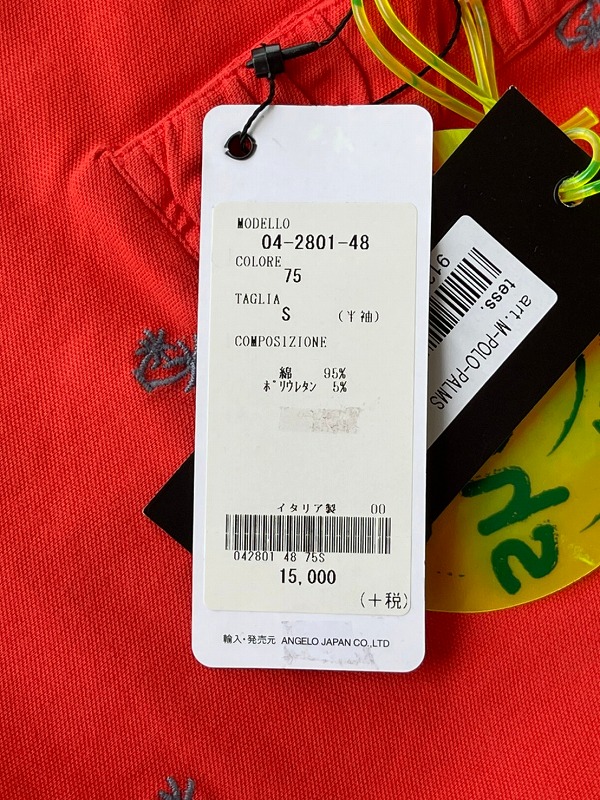 MODELLO
04-2801-48
COLORE
75
TAGLIA
S (半袖)
COMPOSIZIONE
綿 95%
ポリウレタン 5%
イタリア製 00
042801 48 75S
15,000
(+税)
輸入・発売元 ANGELO JAPAN CO.,LTD
art. M-POLO-PALMS
tess.